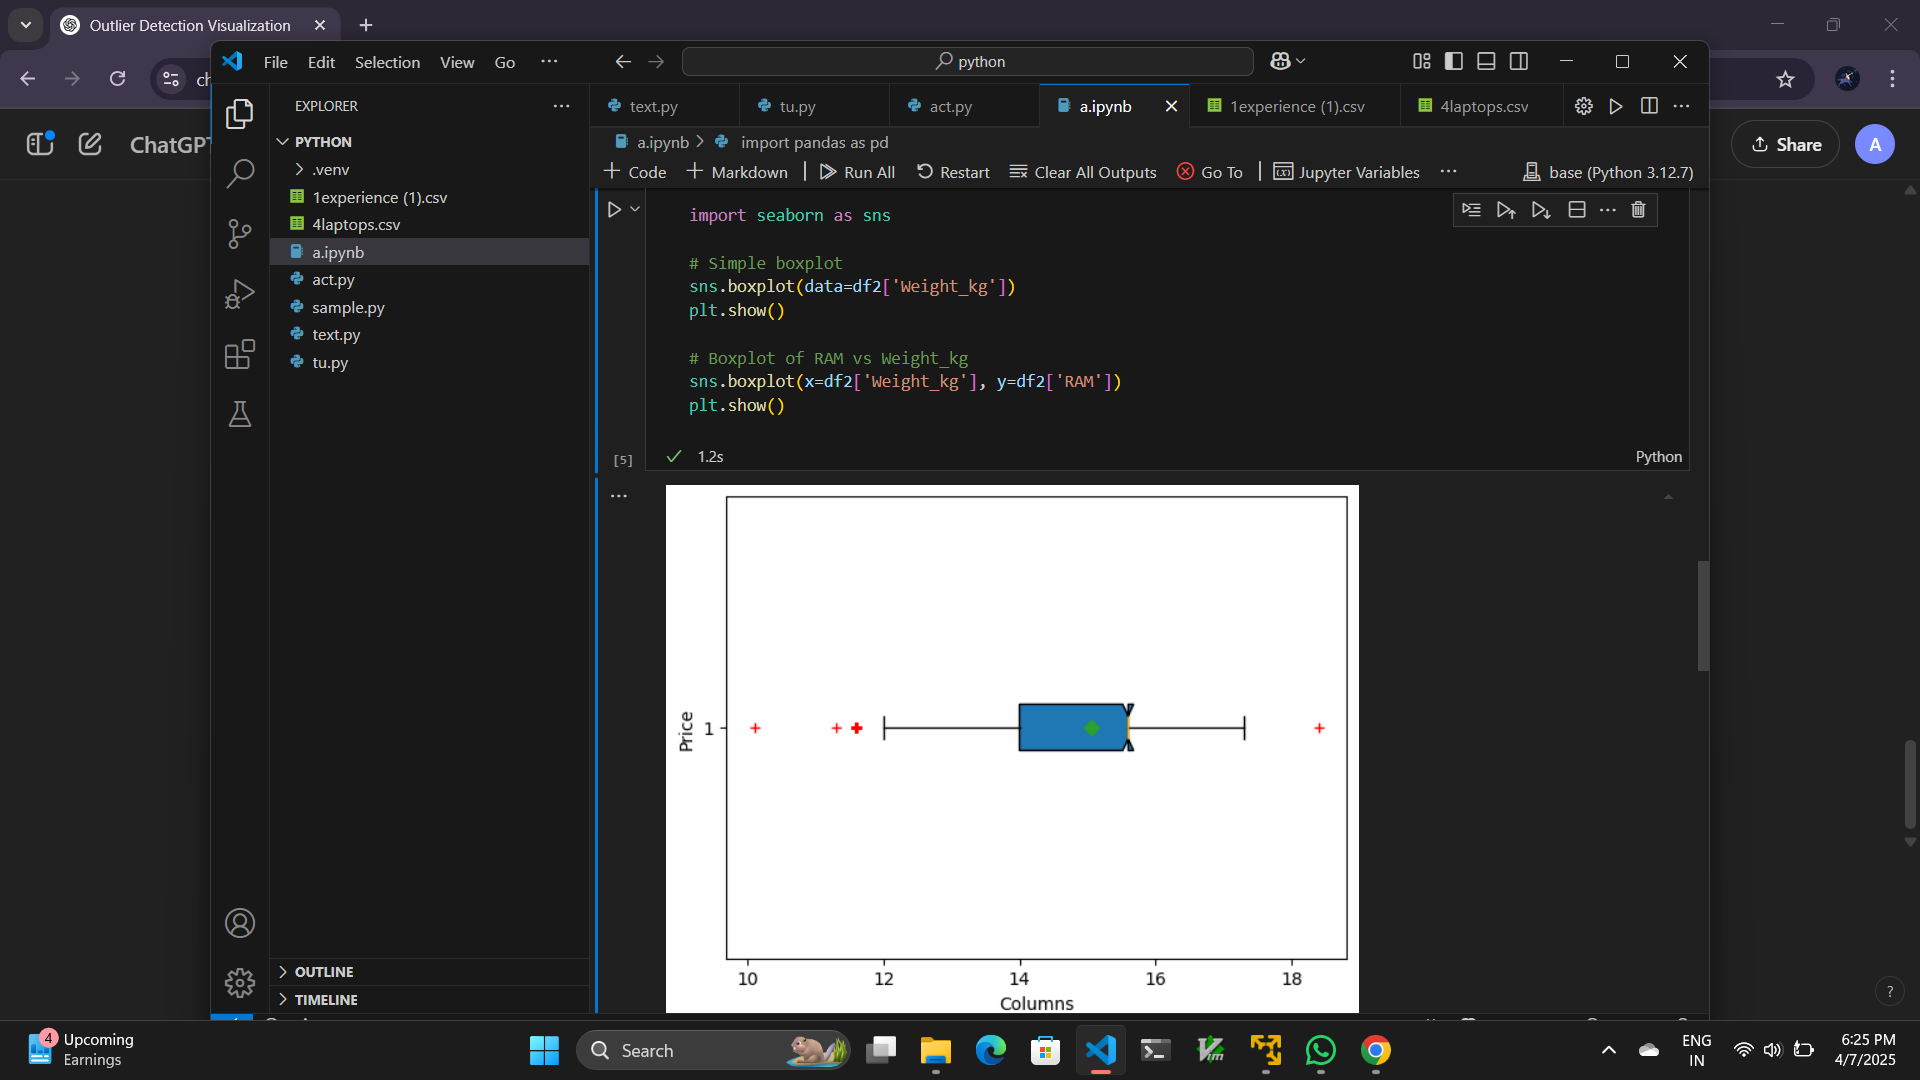 Outlier Detection Visualization
ch
ChatGPT
Share
A
File Edit Selection View Go
python
EXPLORER
PYTHON
.venv
1experience (1).csv
4laptops.csv
a.ipynb
act.py
sample.py
text.py
tu.py
OUTLINE
TIMELINE
text.py tu.py act.py a.ipynb 1experience (1).csv 4laptops.csv
a.ipynb > import pandas as pd
+ Code + Markdown | Run All Restart Clear All Outputs Go To | Jupyter Variables base (Python 3.12.7)
import seaborn as sns
# Simple boxplot
sns.boxplot(data=df2['Weight_kg'])
plt.show()
# Boxplot of RAM vs Weight_kg
sns.boxplot(x=df2['Weight_kg'], y=df2['RAM'])
plt.show()
[5] 1.2s Python
Price
1
10 12 14 16 18
Columns
?
4
Upcoming
Earnings
Search
ENG
IN
6:25 PM
4/7/2025